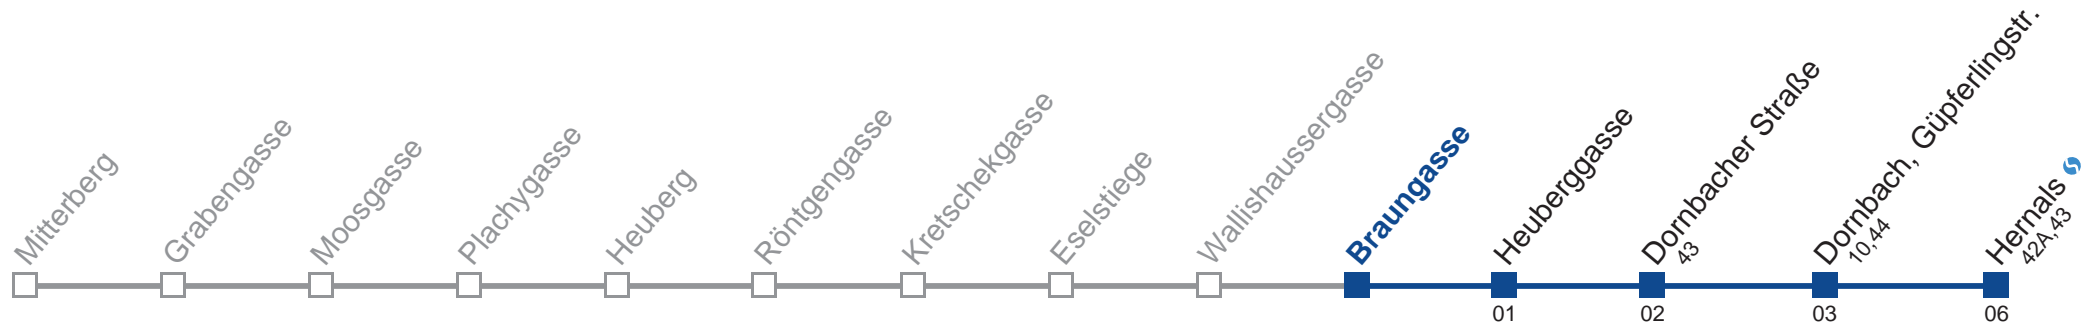 Mitterberg
Grabengasse
Moosgasse
Plachygasse
Heuberg
Röntgengasse
Kretschekgasse
Eselstiege
Wallishaussergasse
Braungasse
Heuberggasse
Dornbacher Straße
43
Dornbach, Güpferlingstr.
10,44
Hernals
42A,43
01
02
03
06